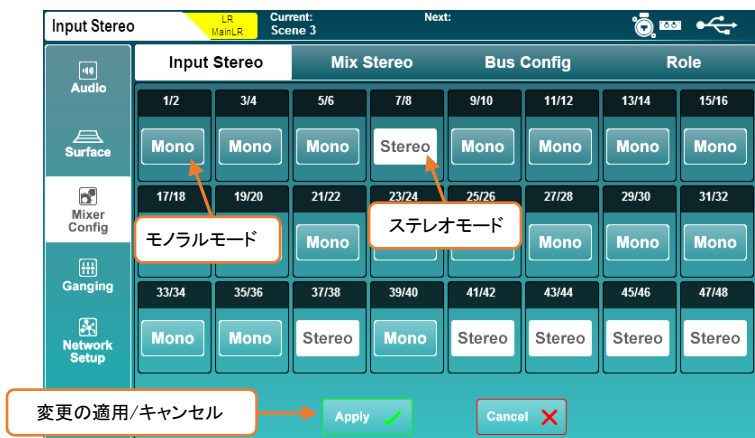 Input Stereo
LR
MainLR
Current:
Scene 3
Next:
Audio
Surface
Mixer
Config
Ganging
Network
Setup
Input Stereo Mix Stereo Bus Config Role
1/2 3/4 5/6 7/8 9/10 11/12 13/14 15/16
Mono Mono Mono Stereo Mono Mono Mono Mono
17/18 19/20 21/22 23/24 25/26 27/28 29/30 31/32
モノラルモード
ステレオモード
Mono Mono Mono Mono
33/34 35/36 37/38 39/40 41/42 43/44 45/46 47/48
Mono Mono Stereo Mono Stereo Stereo Stereo Stereo
変更の適用/キャンセル
Apply
Cancel